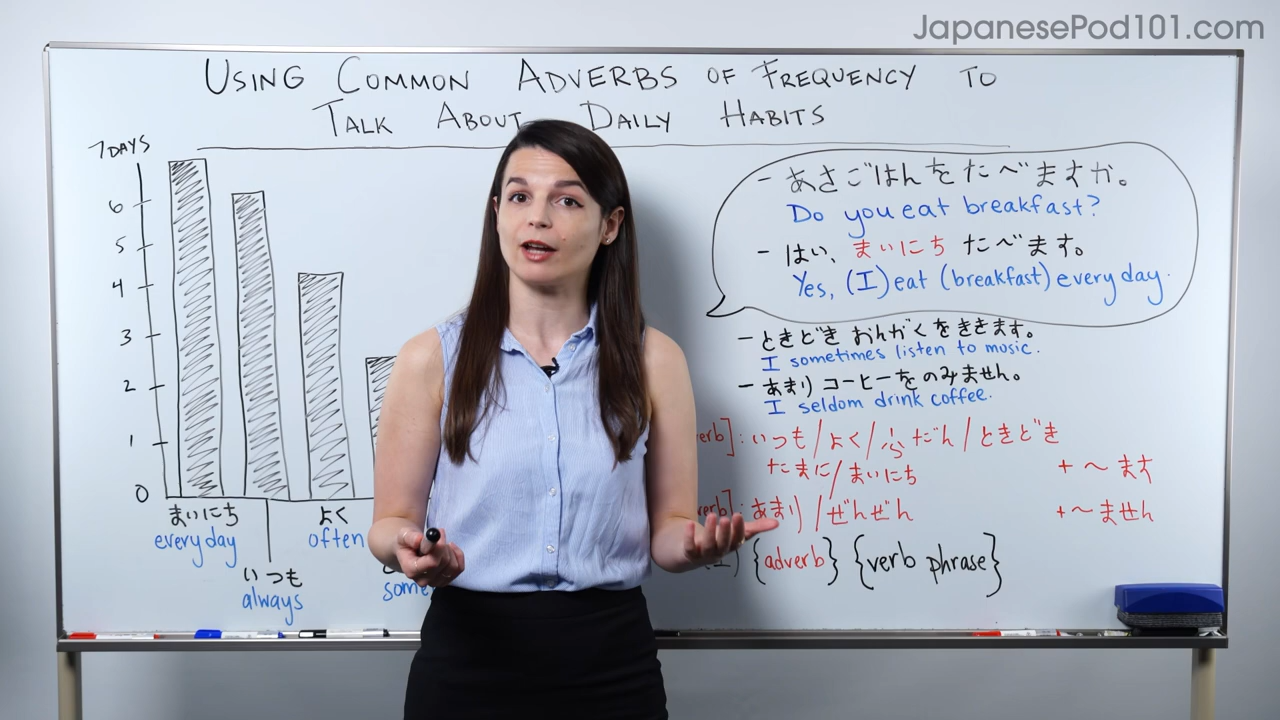 JapanesePod101.com
USING COMMON ADVERBS OF FREQUENCY TO
TALK ABOUT DAILY HABITS
7 DAYS
6
5
4
3
2
1
0
まいにち
every day
いつも
always
よく
often
some
- あさごはんをたべますか。
Do you eat breakfast?
- はい、まいにち たべます。
Yes, (I) eat (breakfast) every day.
- ときどき おんがくをききます。
I sometimes listen to music.
- あまり コーヒーをのみません。
I seldom drink coffee.
erb]: いつも/よく/ふだん/ときどき
たまに/まいにち + ~ ます
erb]: あまり/ぜんぜん + ~ ません
(I) {adverb} {verb phrase}